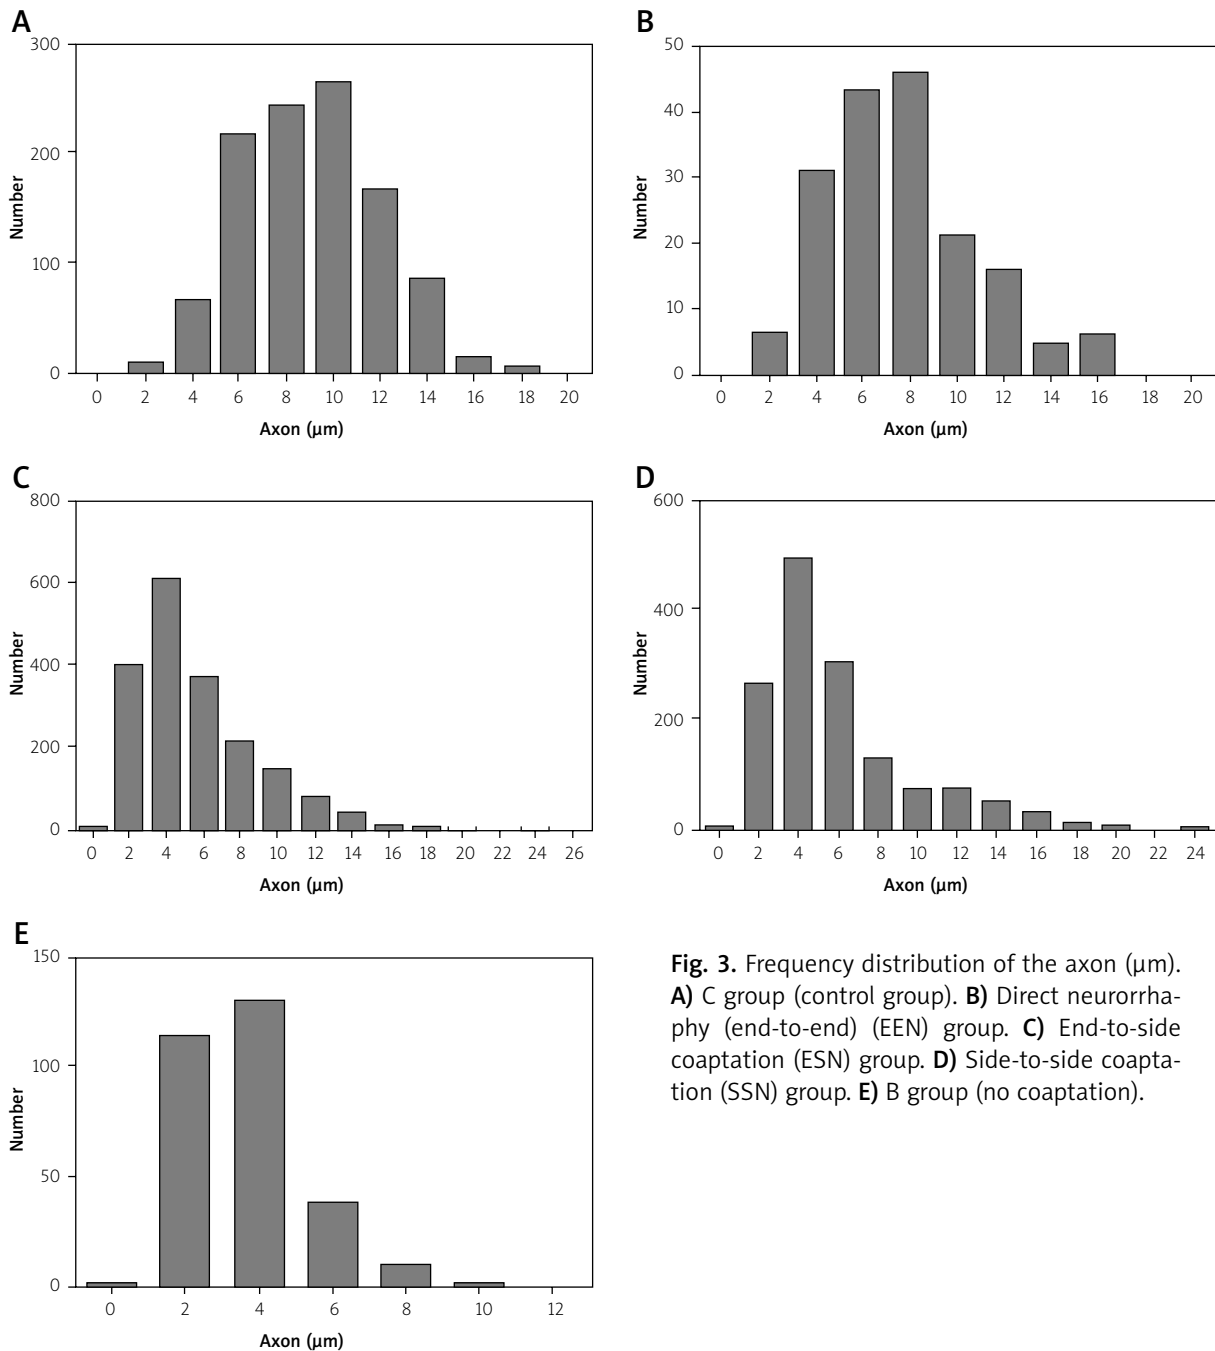 A
300
200
100
0
Number
0 2 4 6 8 10 12 14 16 18 20
Axon (µm)
B
50
40
30
20
10
0
Number
0 2 4 6 8 10 12 14 16 18 20
Axon (µm)
C
800
600
400
200
0
Number
0 2 4 6 8 10 12 14 16 18 20 22 24 26
Axon (µm)
D
600
400
200
0
Number
0 2 4 6 8 10 12 14 16 18 20 22 24
Axon (µm)
E
150
100
50
0
Number
0 2 4 6 8 10 12
Axon (µm)
Fig. 3. Frequency distribution of the axon (µm).
A) C group (control group). B) Direct neurorrha-
phy (end-to-end) (EEN) group. C) End-to-side
coaptation (ESN) group. D) Side-to-side coapta-
tion (SSN) group. E) B group (no coaptation).